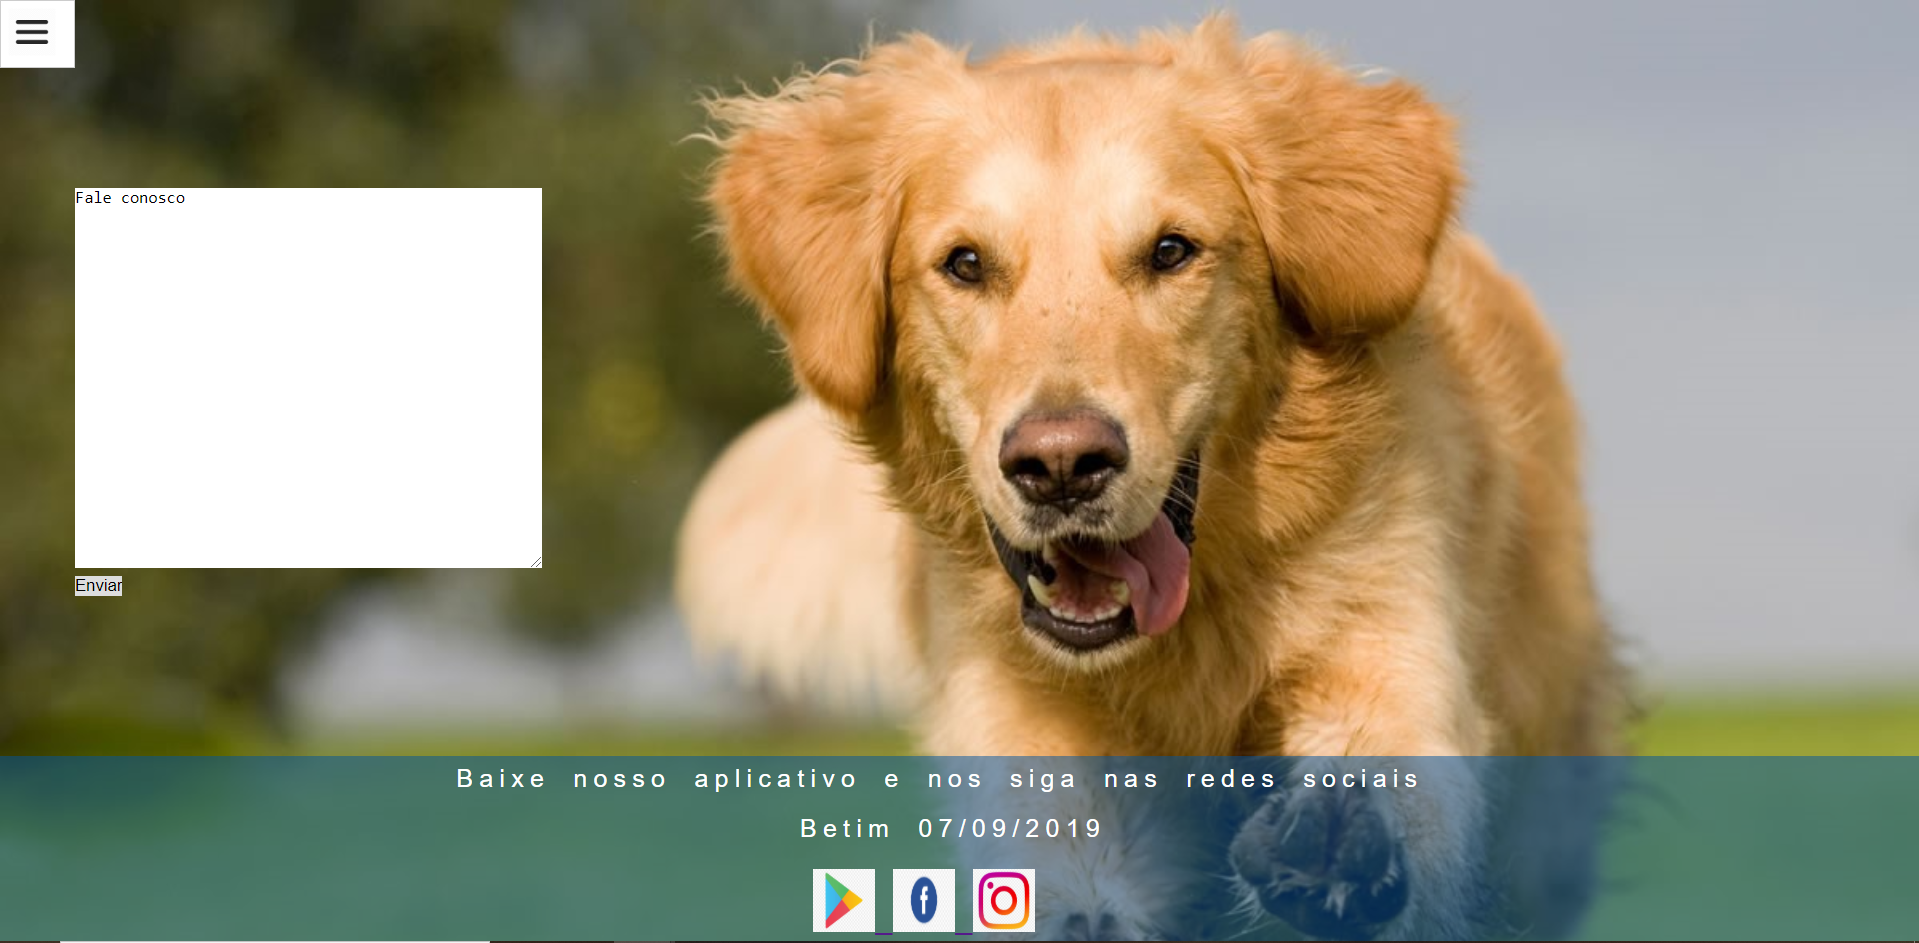 Fale conosco
Enviar
Baixe nosso aplicativo e nos siga nas redes sociais
Betim 07/09/2019